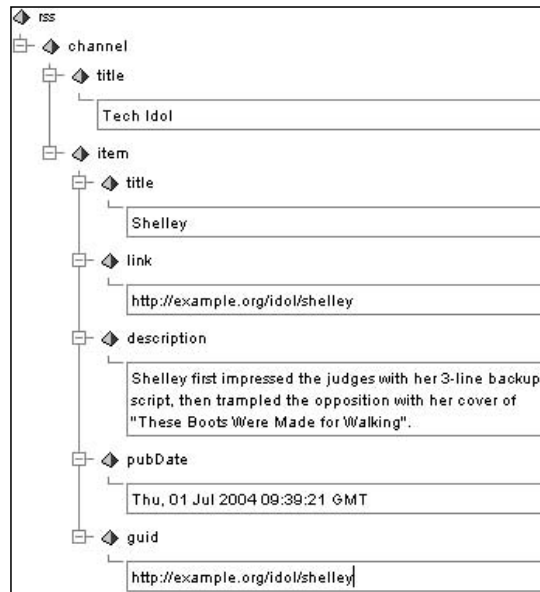 rss
channel
title
Tech Idol
item
title
Shelley
link
http://example.org/idol/shelley
description
Shelley first impressed the judges with her 3-line backup
script, then trampled the opposition with her cover of
"These Boots Were Made for Walking".
pubDate
Thu, 01 Jul 2004 09:39:21 GMT
guid
http://example.org/idol/shelley